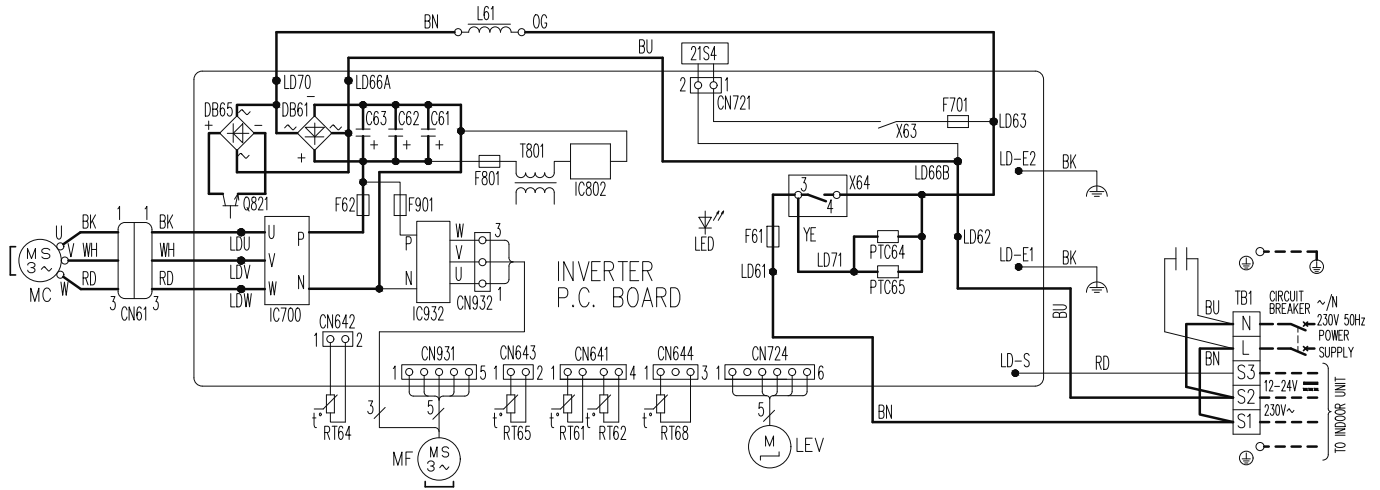 BN L61 OG
BU
21S4
2 1
CN721
LD70 LD66A
DB65 ~ DB61 -
+ - ~ ~
~ +
C63 C62 C61
+ + +
F701
X63
LD63
T801
F801
IC802
LD66B
LD-E2 BK
Q821
F62 F901
3 X64
4
YE
LED
F61
LD61
LD71
PTC64
PTC65
LD62
LD-E1 BK
1 1
U BK BK LDU U P
V WH WH LDV V
W RD RD LDW W N
MS
3~
MC
3 3
CN61
IC700
P W 3
V
N U 1
IC932
CN932
INVERTER
P.C. BOARD
BU
CN642
1 2
CN931
1 5
CN643
1 2
CN641
1 4
CN644
1 3
CN724
1 6
LD-S RD
BN
t° RT64
3 5
t° RT65
t° RT61
t° RT62
t° RT68
5
M
LEV
MF
MS
3~
TB1
CIRCUIT
BREAKER
~/N
230V 50Hz
POWER
SUPPLY
BU N
BN L
S3
12-24V
S2
230V~
S1
TO INDOOR UNIT